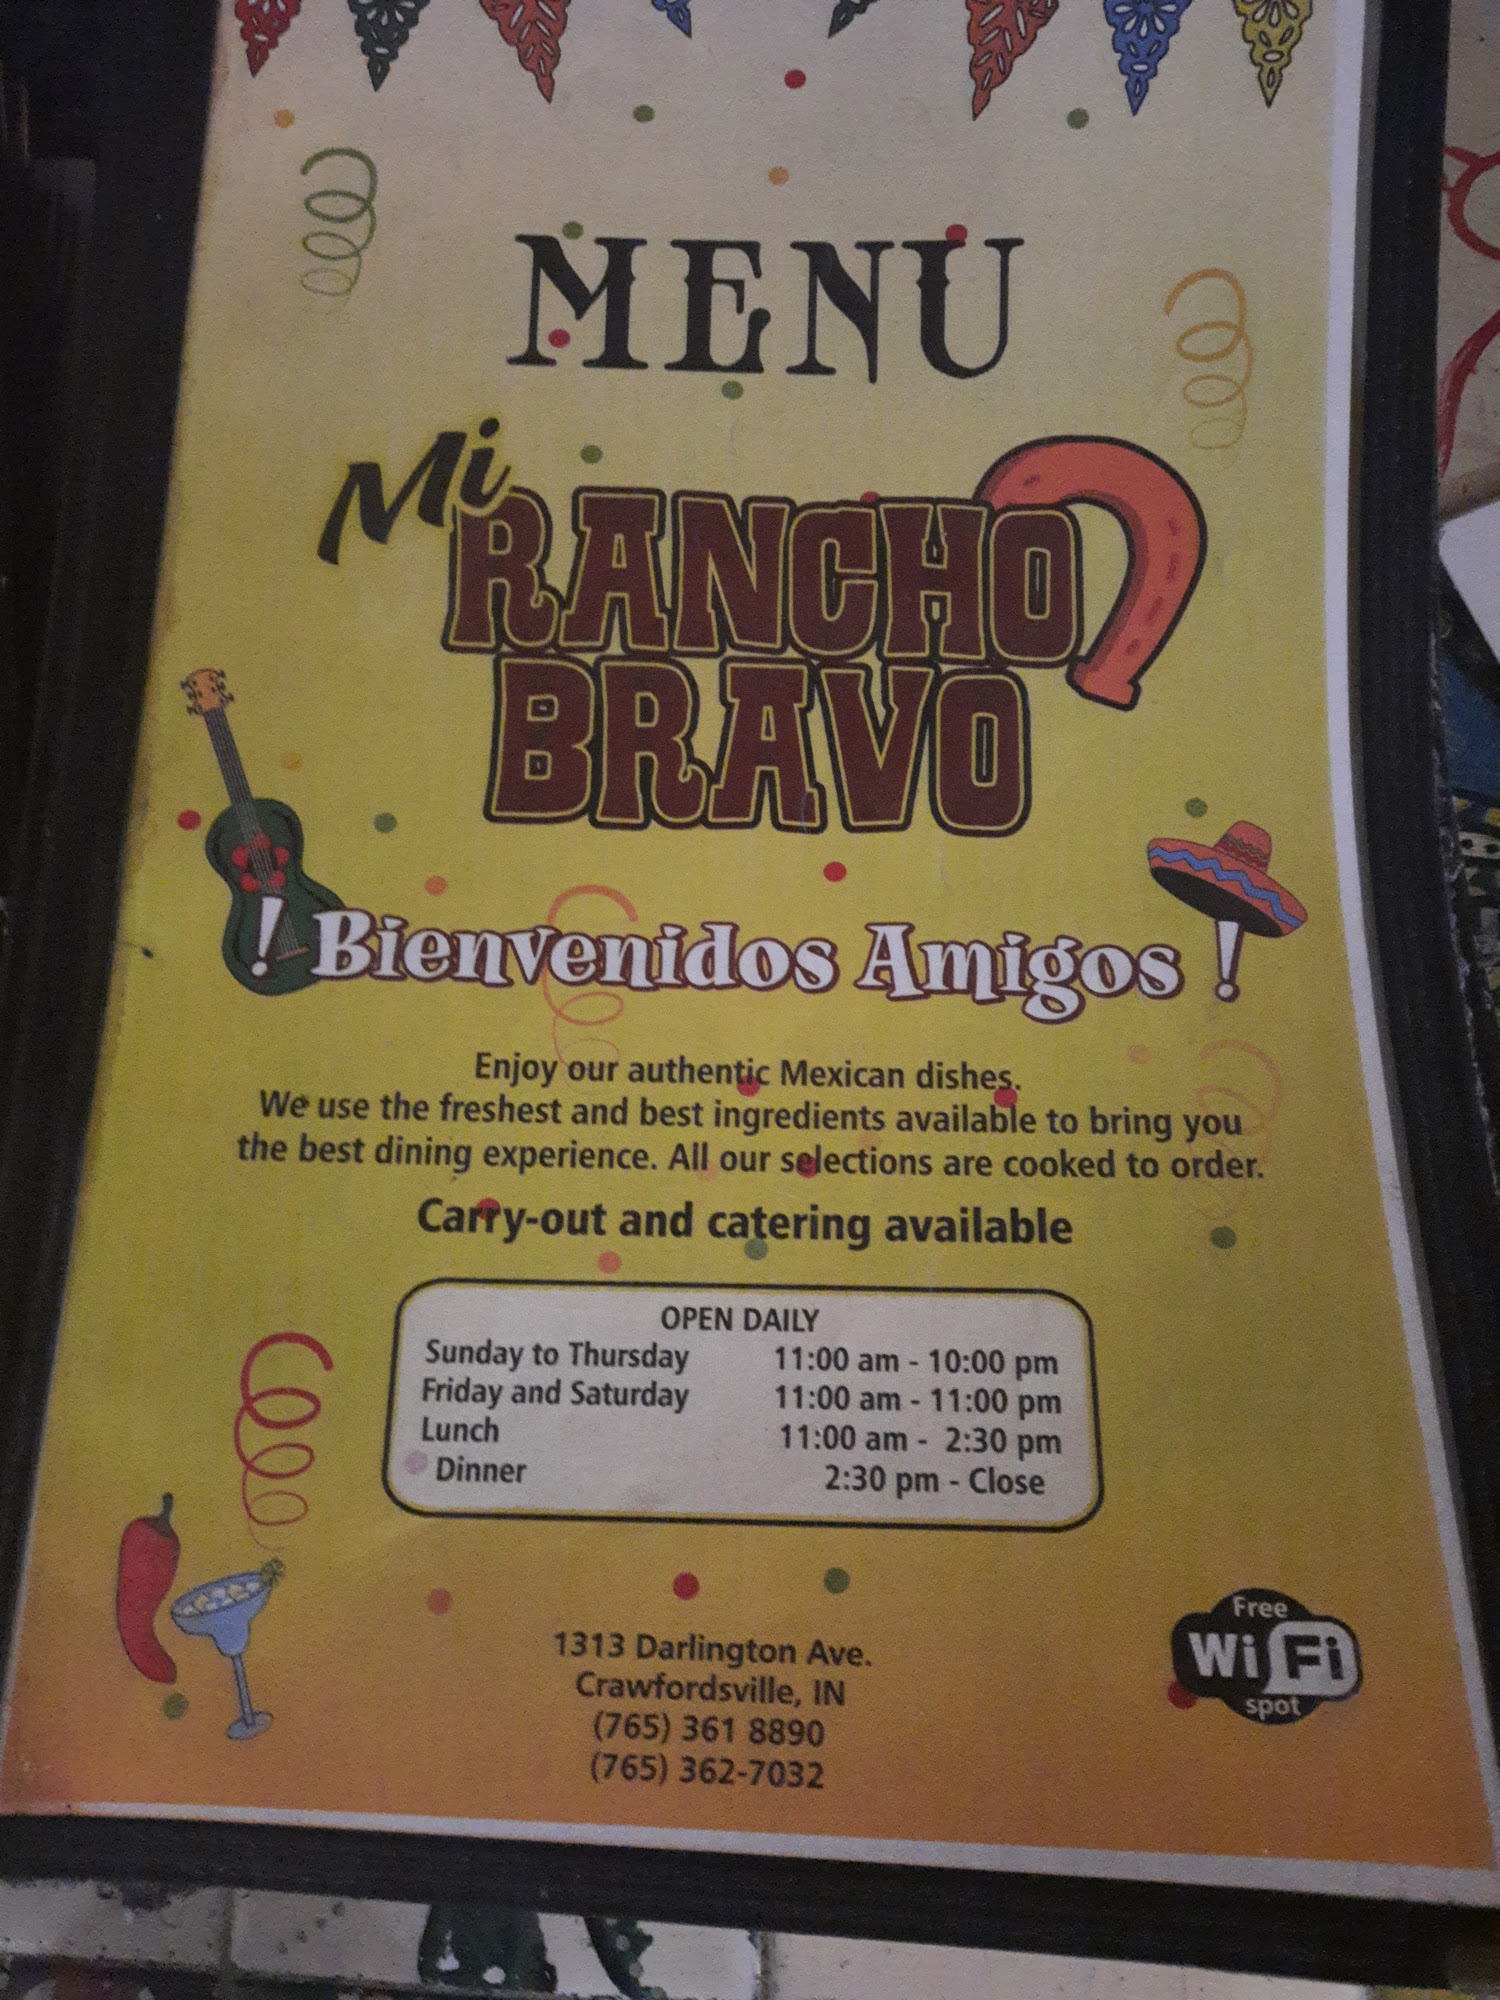 MENU
Mi
RANCHO
BRAVO
! Bienvenidos Amigos !
Enjoy our authentic Mexican dishes.
We use the freshest and best ingredients available to bring you
the best dining experience. All our selections are cooked to order.
Carry-out and catering available
OPEN DAILY
Sunday to Thursday 11:00 am - 10:00 pm
Friday and Saturday 11:00 am - 11:00 pm
Lunch 11:00 am - 2:30 pm
Dinner 2:30 pm - Close
1313 Darlington Ave.
Crawfordsville, IN
(765) 361 8890
(765) 362-7032
Free
Wi Fi
spot